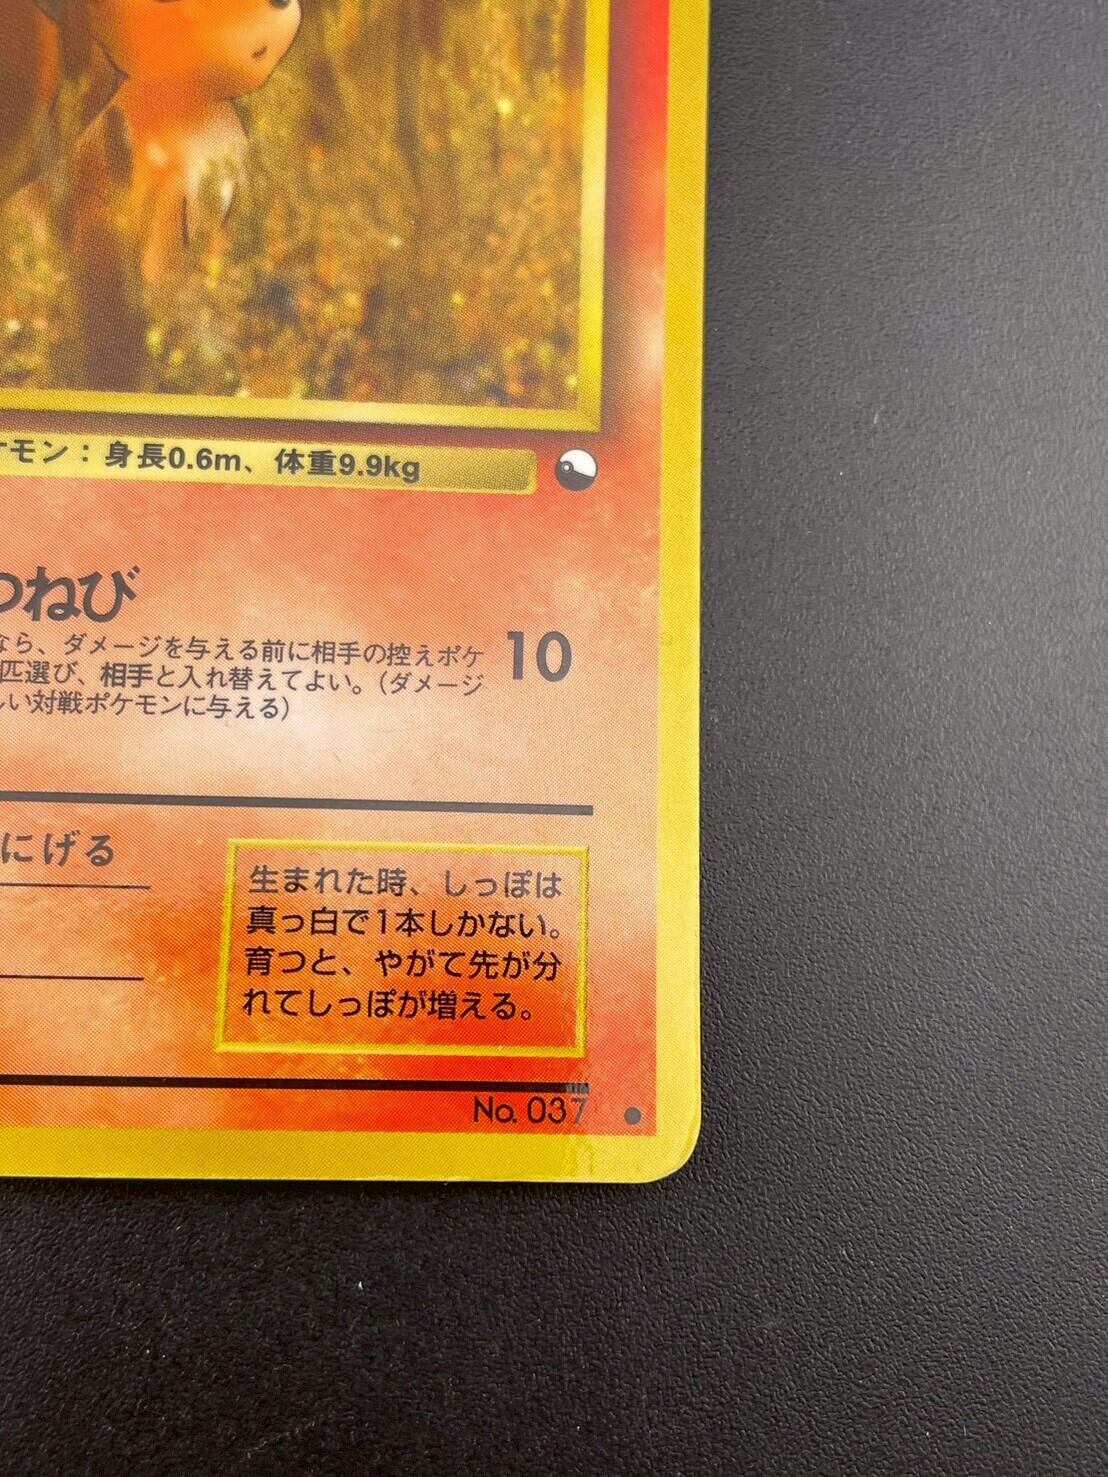 ケモン：身長0.6m、体重9.9kg
つねび
なら、ダメージを与える前に相手の控えポケ
匹選び、相手と入れ替えてよい。（ダメージ
しい対戦ポケモンに与える）
10
にげる
生まれた時、しっぽは
真っ白で1本しかない。
育つと、やがて先が分
れてしっぽが増える。
No. 037 ●